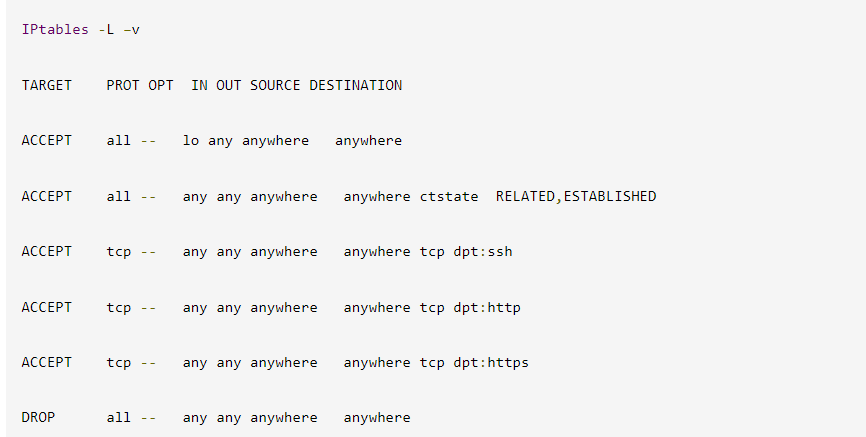 IPtables -L –v
TARGET PROT OPT IN OUT SOURCE DESTINATION
ACCEPT all -- lo any anywhere anywhere
ACCEPT all -- any any anywhere anywhere ctstate RELATED,ESTABLISHED
ACCEPT tcp -- any any anywhere anywhere tcp dpt:ssh
ACCEPT tcp -- any any anywhere anywhere tcp dpt:http
ACCEPT tcp -- any any anywhere anywhere tcp dpt:https
DROP all -- any any anywhere anywhere